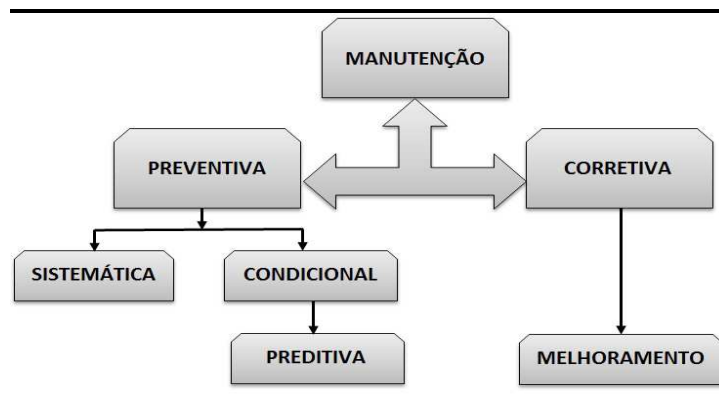 MANUTENÇÃO
PREVENTIVA
CORRETIVA
SISTEMÁTICA
CONDICIONAL
PREDITIVA
MELHORAMENTO